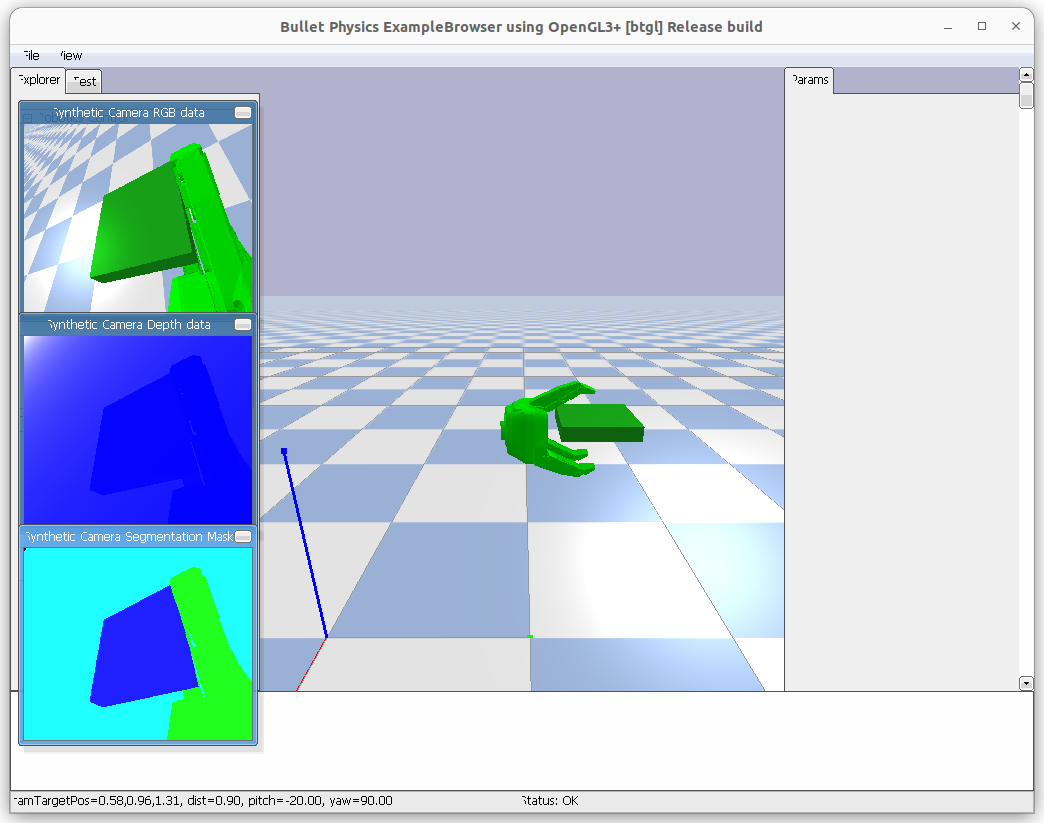 Bullet Physics ExampleBrowser using OpenGL3+ [btgl] Release build
File View
Explorer Test
Params
Synthetic Camera RGB data
Synthetic Camera Depth data
Synthetic Camera Segmentation Mask
amTargetPos=0.58,0.96,1.31, dist=0.90, pitch=-20.00, yaw=90.00
Status: OK